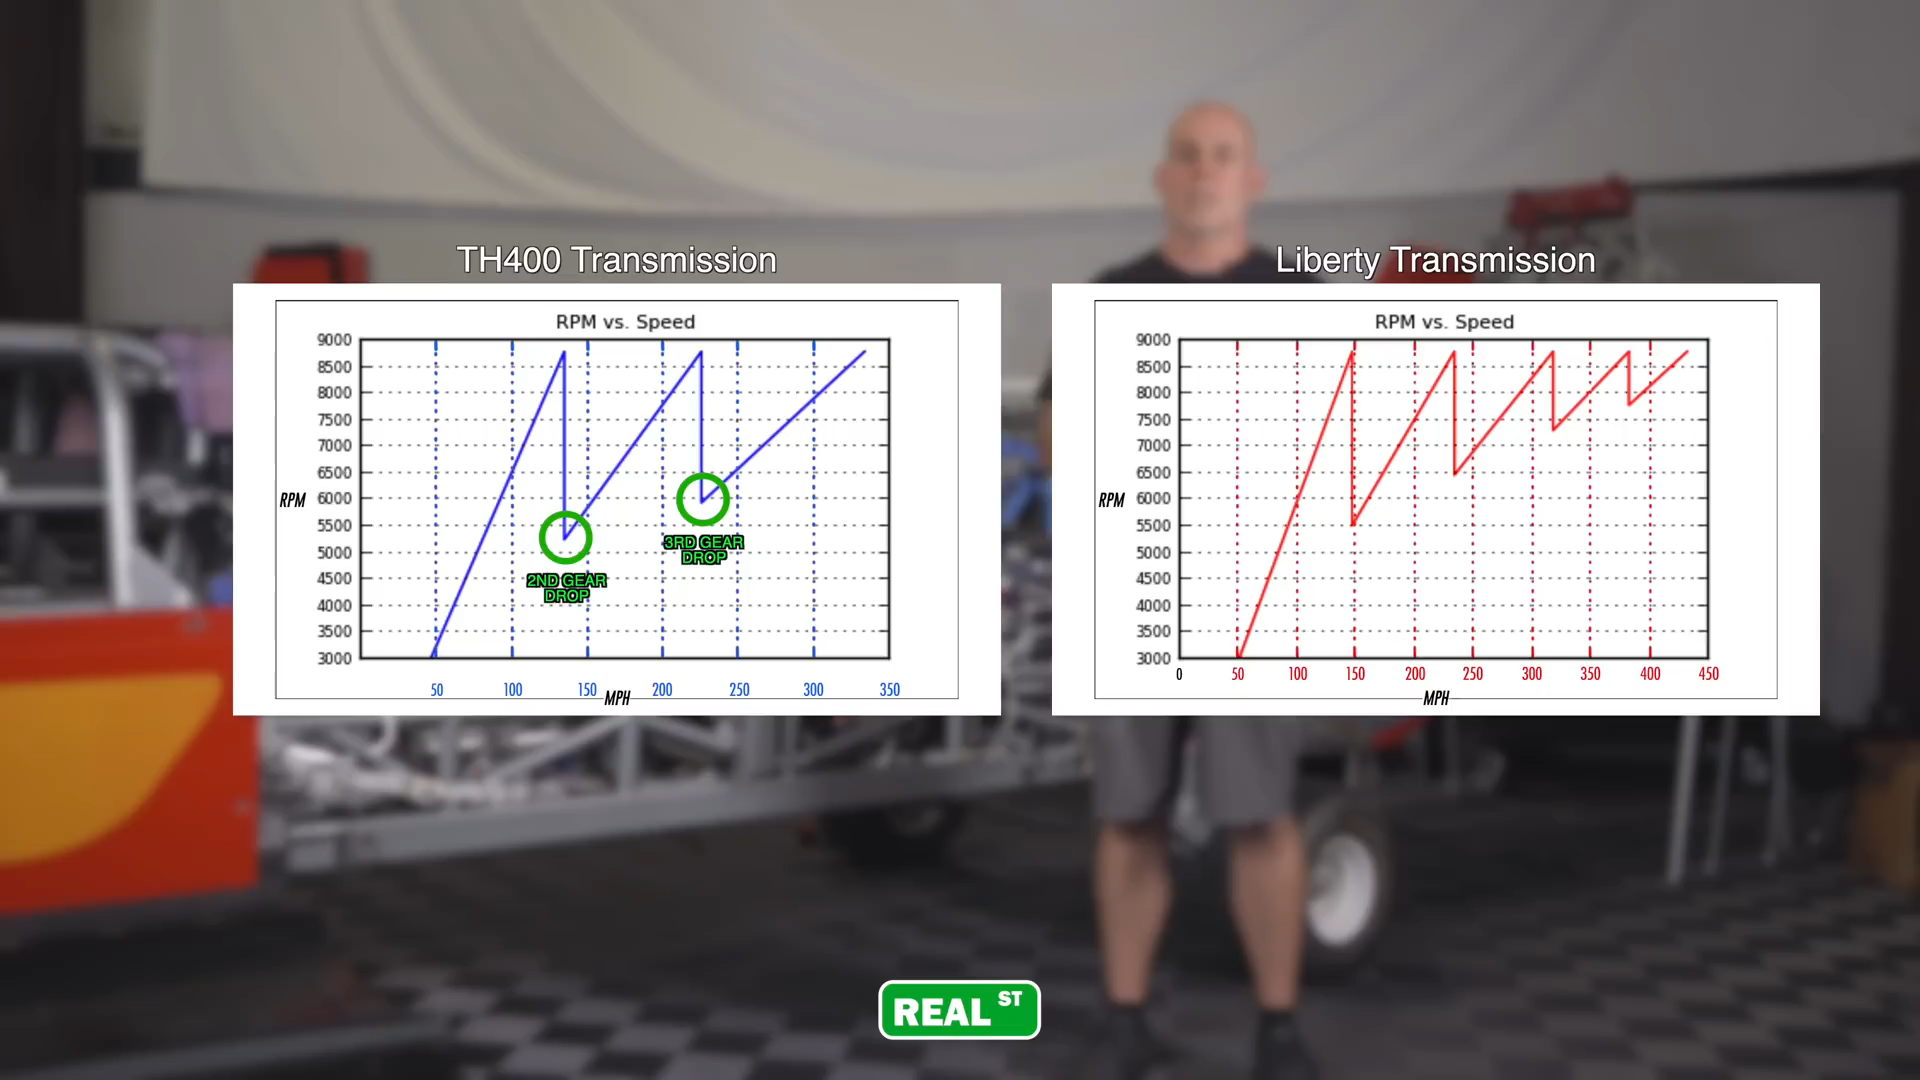 TH400 Transmission
RPM vs. Speed
9000
8500
8000
7500
7000
6500
6000
5500
5000
4500
4000
3500
3000
RPM
2ND GEAR
DROP
3RD GEAR
DROP
50 100 150 200 250 300 350
MPH
Liberty Transmission
RPM vs. Speed
9000
8500
8000
7500
7000
6500
6000
5500
5000
4500
4000
3500
3000
RPM
0 50 100 150 200 250 300 350 400 450
MPH
REAL ST